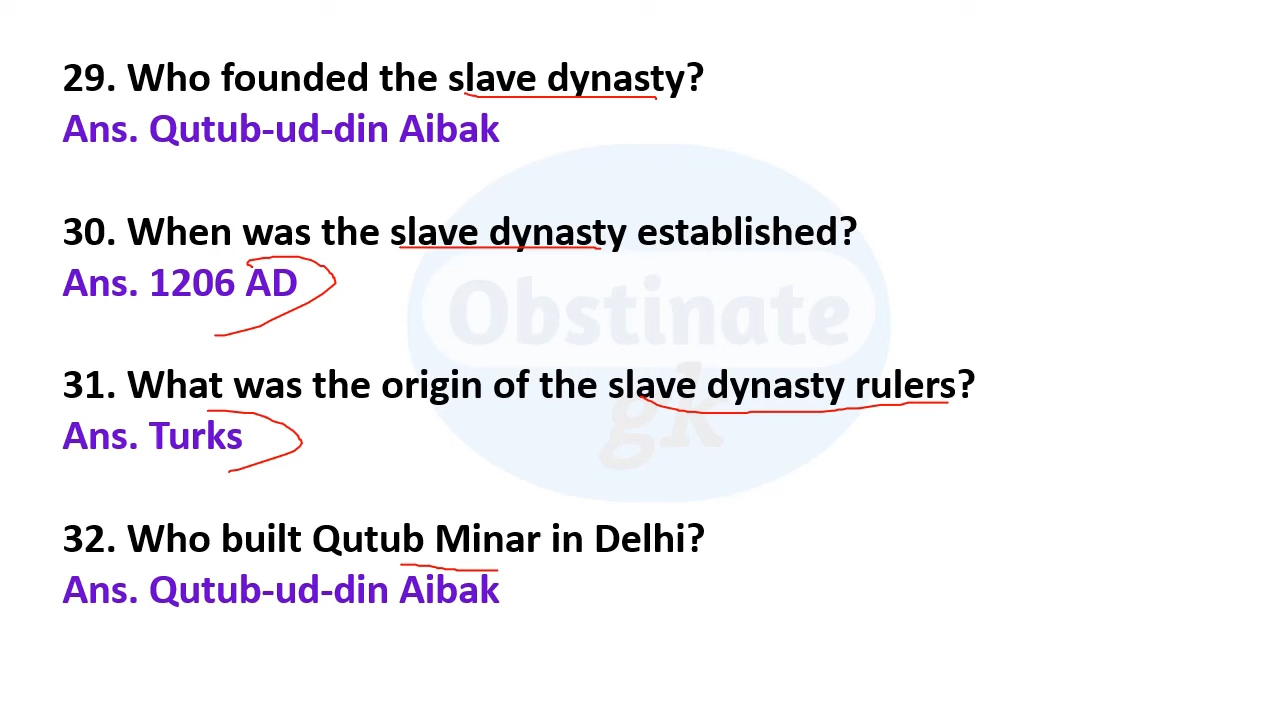 29. Who founded the slave dynasty?
Ans. Qutub-ud-din Aibak
30. When was the slave dynasty established?
Ans. 1206 AD
Obstinate
31. What was the origin of the slave dynasty rulers?
gk
Ans. Turks
32. Who built Qutub Minar in Delhi?
Ans. Qutub-ud-din Aibak